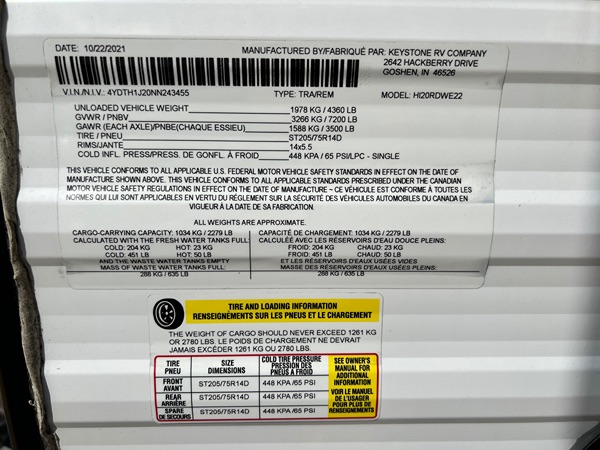 DATE: 10/22/2021
MANUFACTURED BY/FABRIQUÉ PAR: KEYSTONE RV COMPANY
2642 HACKBERRY DRIVE
GOSHEN, IN 46526
V.I.N./N.I.V.: 4YDTH1J20NN243455 TYPE: TRA/REM MODEL: HI20RDWE22
UNLOADED VEHICLE WEIGHT 1978 KG / 4360 LB
GVWR / PNBV 3266 KG / 7200 LB
GAWR (EACH AXLE)/PNBE(CHAQUE ESSIEU) 1588 KG / 3500 LB
TIRE / PNEU ST205/75R14D
RIMS/JANTE 14x5.5
COLD INFL. PRESS/PRESS. DE GONFL. À FROID 448 KPA / 65 PSI/LPC - SINGLE
THIS VEHICLE CONFORMS TO ALL APPLICABLE U.S. FEDERAL MOTOR VEHICLE SAFETY STANDARDS IN EFFECT ON THE DATE OF
MANUFACTURE SHOWN ABOVE. THIS VEHICLE CONFORMS TO ALL APPLICABLE STANDARDS PRESCRIBED UNDER THE CANADIAN
MOTOR VEHICLE SAFETY REGULATIONS IN EFFECT ON THE DATE OF MANUFACTURE ~ CE VÉHICULE EST CONFORME À TOUTES LES
NORMES QUI LUI SONT APPLICABLES EN VERTU DU RÈGLEMENT SUR LA SÉCURITÉ DES VÉHICULES AUTOMOBILES DU CANADA EN
VIGUEUR À LA DATE DE SA FABRICATION.
ALL WEIGHTS ARE APPROXIMATE.
CARGO-CARRYING CAPACITY: 1034 KG / 2279 LB
CALCULATED WITH THE FRESH WATER TANKS FULL:
COLD: 204 KG HOT: 23 KG
COLD: 451 LB HOT: 50 LB
AND THE WASTE WATER TANKS EMPTY
MASS OF WASTE WATER TANKS FULL:
288 KG / 635 LB
CAPACITÉ DE CHARGEMENT: 1034 KG / 2279 LB
CALCULÉE AVEC LES RÉSERVOIRS D'EAU POTABLES PLEINS:
FROID: 204 KG CHAUD: 23 KG
FROID: 451 LB CHAUD: 50 LB
ET LES RÉSERVOIRS D'EAUX USÉES VIDES
MASSE DES RÉSERVOIRS D'EAUX USÉES PLEINS:
288 KG / 635 LB
TIRE AND LOADING INFORMATION
RENSEIGNEMENTS SUR LES PNEUS ET LE CHARGEMENT
THE WEIGHT OF CARGO SHOULD NEVER EXCEED 1261 KG
OR 2780 LBS. LE POIDS DE CHARGEMENT NE DEVRAIT
JAMAIS EXCÉDER 1261 KG OU 2780 LBS.
TIRE
PNEU
SIZE
DIMENSIONS
COLD TIRE PRESSURE
PRESSION DES
PNEUS À FROID
FRONT
AVANT
ST205/75R14D
448 KPA /65 PSI
REAR
ARRIÈRE
ST205/75R14D
448 KPA /65 PSI
SPARE
DE SECOURS
ST205/75R14D
448 KPA /65 PSI
SEE OWNER'S
MANUAL FOR
ADDITIONAL
INFORMATION
VOIR LE MANUEL
DE L'USAGER
POUR PLUS DE
RENSEIGNEMENTS